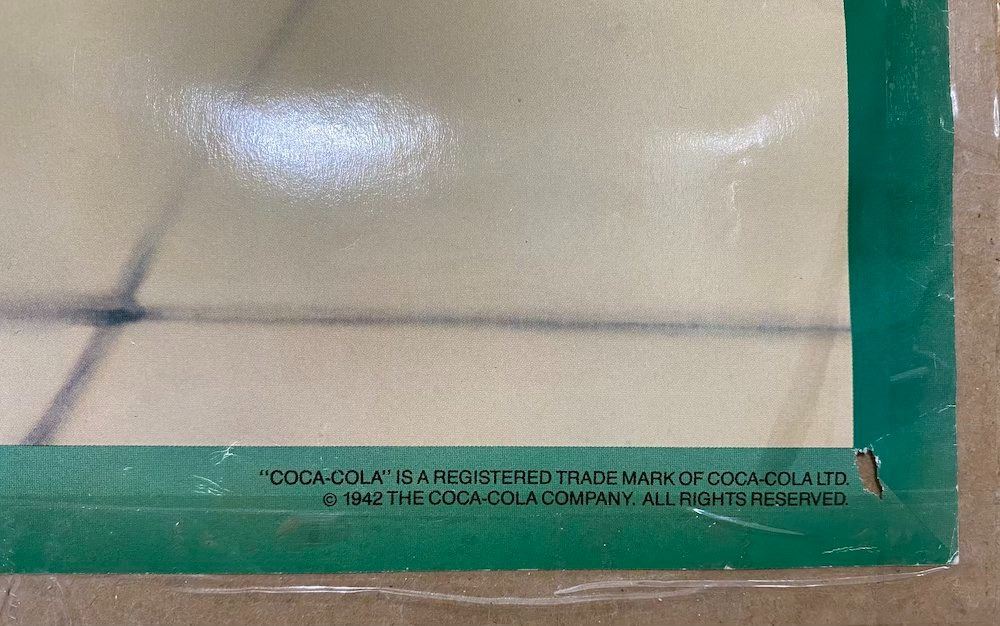 "COCA-COLA" IS A REGISTERED TRADE MARK OF COCA-COLA LTD.
© 1942 THE COCA-COLA COMPANY. ALL RIGHTS RESERVED.